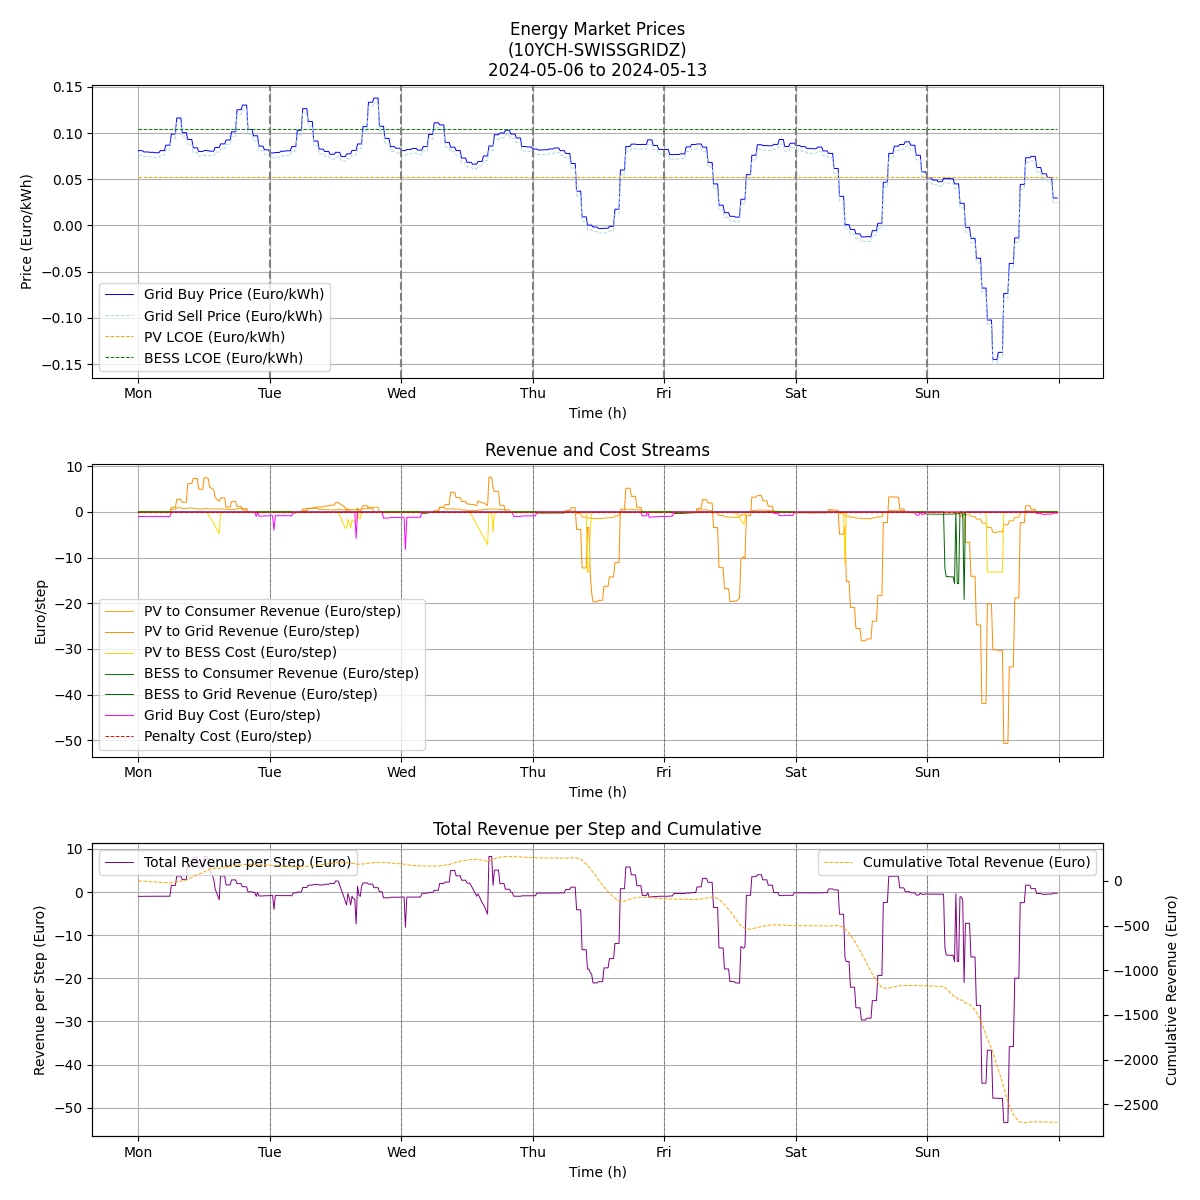 Energy Market Prices
(10YCH-SWISSGRIDZ)
2024-05-06 to 2024-05-13
Price (Euro/kWh)
0.15
0.10
0.05
0.00
−0.05
−0.10
−0.15
Grid Buy Price (Euro/kWh)
Grid Sell Price (Euro/kWh)
PV LCOE (Euro/kWh)
BESS LCOE (Euro/kWh)
Mon Tue Wed Thu Fri Sat Sun
Time (h)
Revenue and Cost Streams
Euro/step
10
0
−10
−20
−30
−40
−50
PV to Consumer Revenue (Euro/step)
PV to Grid Revenue (Euro/step)
PV to BESS Cost (Euro/step)
BESS to Consumer Revenue (Euro/step)
BESS to Grid Revenue (Euro/step)
Grid Buy Cost (Euro/step)
Penalty Cost (Euro/step)
Mon Tue Wed Thu Fri Sat Sun
Time (h)
Total Revenue per Step and Cumulative
Revenue per Step (Euro)
10
0
−10
−20
−30
−40
−50
Total Revenue per Step (Euro)
Cumulative Total Revenue (Euro)
0
−500
−1000
−1500
−2000
−2500
Cumulative Revenue (Euro)
Mon Tue Wed Thu Fri Sat Sun
Time (h)